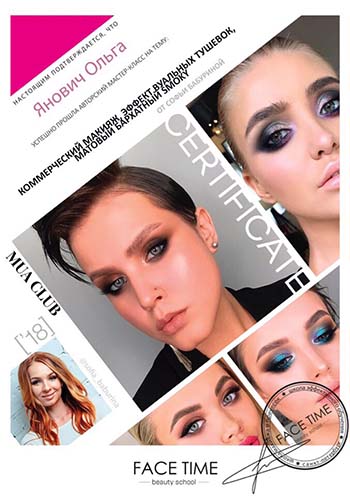 НАСТОЯЩИМ ПОДТВЕРЖДАЕТСЯ, ЧТО
Янович Ольга
УСПЕШНО ПРОШЛА АВТОРСКИЙ МАСТЕР-КЛАСС НА ТЕМУ:
КОММЕРЧЕСКИЙ МАКИЯЖ, ЭФФЕКТ ВУАЛЬНЫХ ТУШЕВОК,
МАТОВЫЙ БАРХАТНЫЙ SMOKY
ОТ СОФЬИ БАБУРИНОЙ
CERTIFICATE
MUA CLUB
['18]
@sofia_baburina
FACE TIME
FACE TIME
beauty school